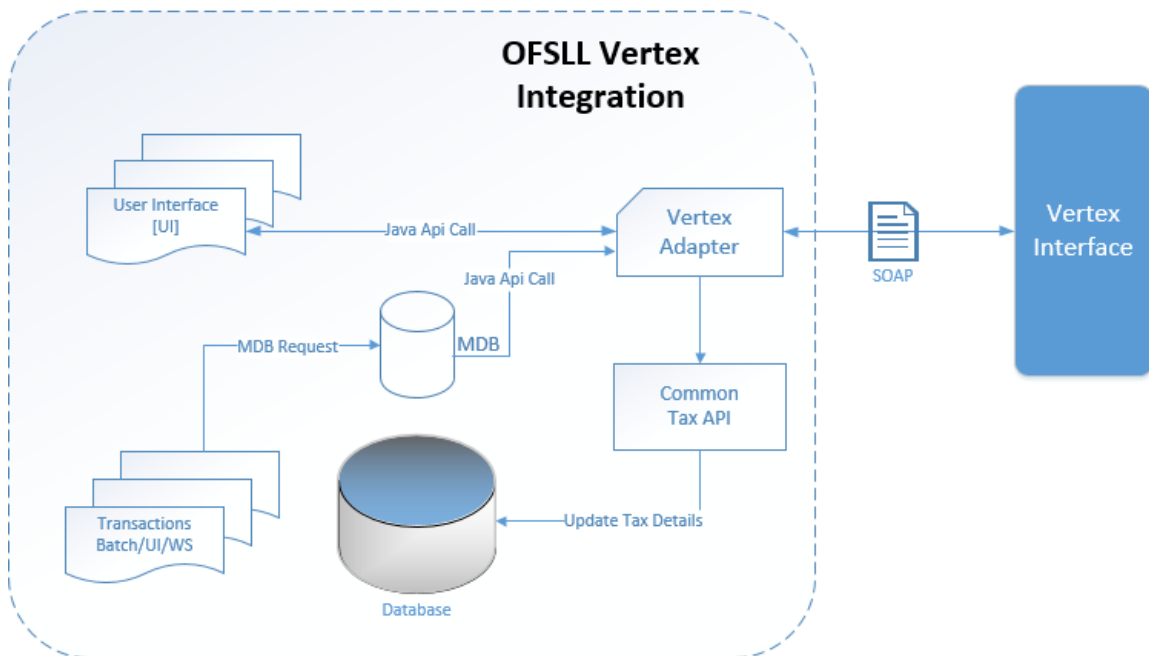 OFSLL Vertex
Integration
User Interface
[UI]
Java Api Call
Vertex
Adapter
SOAP
Vertex
Interface
Java Api Call
MDB Request
MDB
Common
Tax API
Transactions
Batch/UI/WS
Update Tax Details
Database